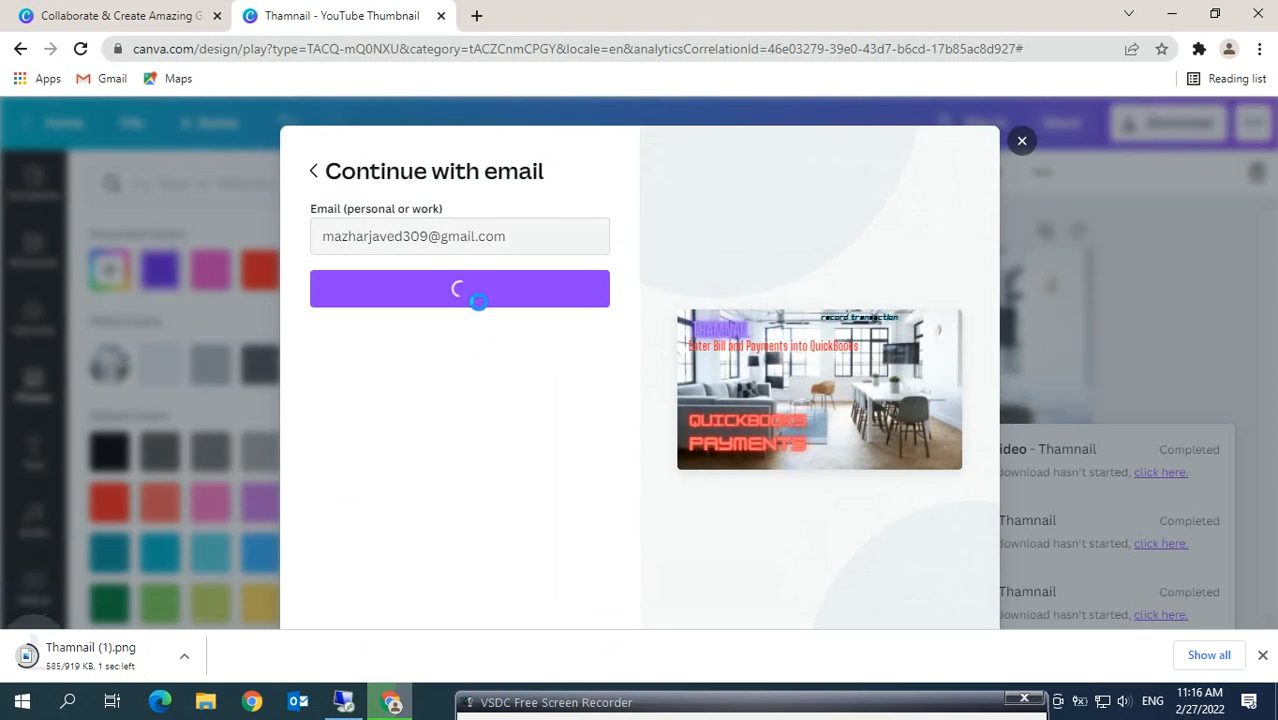 Collaborate & Create Amazing G
Thamnail - YouTube Thumbnail
canva.com/design/play?type=TACQ-mQ0NXU&category=tACZCnmCPGY&locale=en&analyticsCorrelationId=46e03279-39e0-43d7-b6cd-17b85ac8d927#
Apps
Gmail
Maps
Reading list
Continue with email
Email (personal or work)
mazharjaved309@gmail.com
THAMNAIL
record transaction
Enter Bill and Payments into QuickBooks
QUICKBOOKS
PAYMENTS
ideo - Thamnail
Completed
download hasn't started, click here.
Thamnail
Completed
download hasn't started, click here.
Thamnail
Completed
download hasn't started, click here.
Thamnail (1).png
585/919 KB, 1 sec left
Show all
VSDC Free Screen Recorder
ENG
11:16 AM
2/27/2022